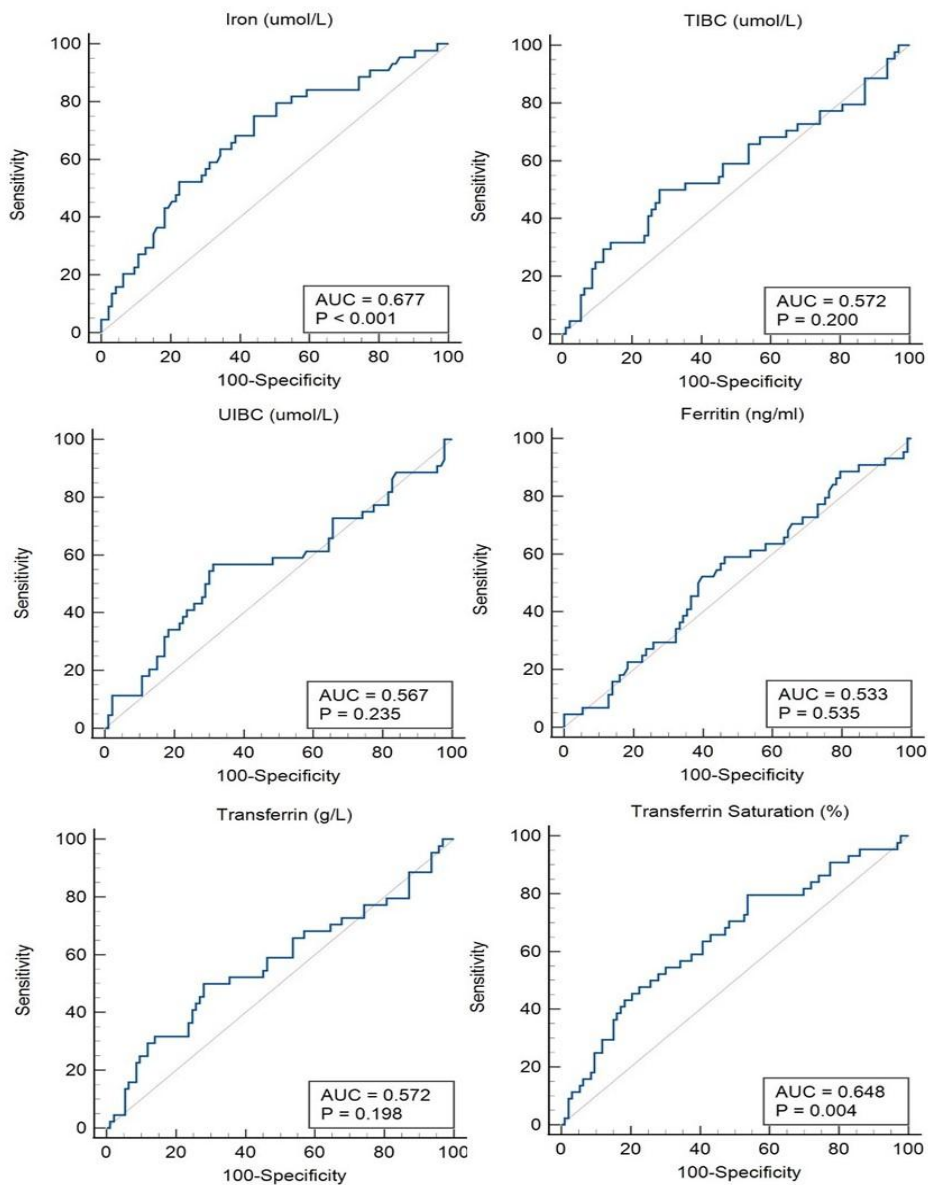 Iron (umol/L)
100
80
60
40
20
0
Sensitivity
AUC = 0.677
P < 0.001
0 20 40 60 80 100
100-Specificity
TIBC (umol/L)
100
80
60
40
20
0
Sensitivity
AUC = 0.572
P = 0.200
0 20 40 60 80 100
100-Specificity
UIBC (umol/L)
100
80
60
40
20
0
Sensitivity
AUC = 0.567
P = 0.235
0 20 40 60 80 100
100-Specificity
Ferritin (ng/ml)
100
80
60
40
20
0
Sensitivity
AUC = 0.533
P = 0.535
0 20 40 60 80 100
100-Specificity
Transferrin (g/L)
100
80
60
40
20
0
Sensitivity
AUC = 0.572
P = 0.198
0 20 40 60 80 100
100-Specificity
Transferrin Saturation (%)
100
80
60
40
20
0
Sensitivity
AUC = 0.648
P = 0.004
0 20 40 60 80 100
100-Specificity